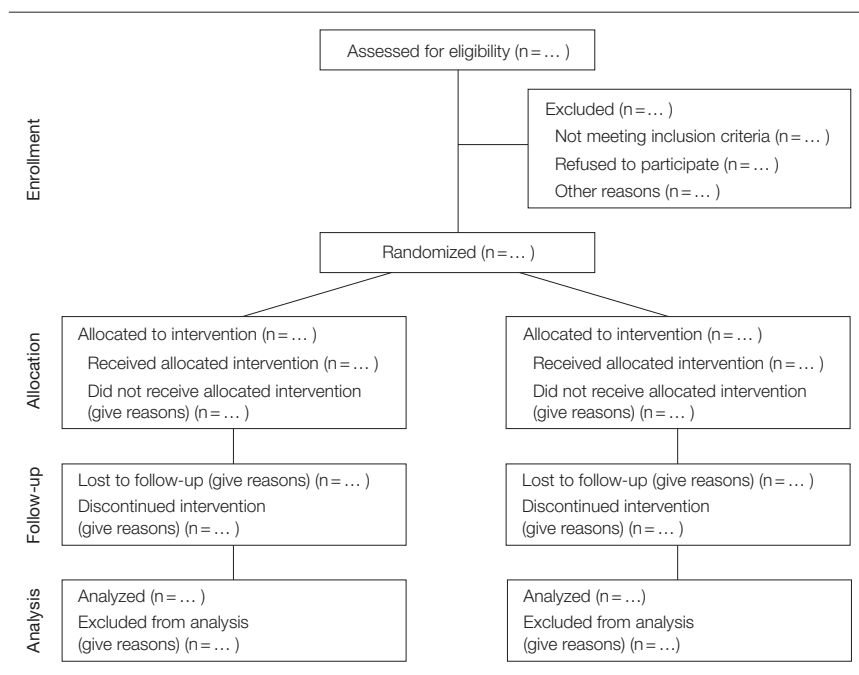 Assessed for eligibility (n=… )
Enrollment
Excluded (n=… )
Not meeting inclusion criteria (n=… )
Refused to participate (n=… )
Other reasons (n=… )
Randomized (n=… )
Allocation
Allocated to intervention (n=… )
Received allocated intervention (n=… )
Did not receive allocated intervention
(give reasons) (n=… )
Allocated to intervention (n=… )
Received allocated intervention (n=… )
Did not receive allocated intervention
(give reasons) (n=… )
Follow-up
Lost to follow-up (give reasons) (n=… )
Discontinued intervention
(give reasons) (n=… )
Lost to follow-up (give reasons) (n=… )
Discontinued intervention
(give reasons) (n=… )
Analysis
Analyzed (n=… )
Excluded from analysis
(give reasons) (n=… )
Analyzed (n=…)
Excluded from analysis
(give reasons) (n=…)